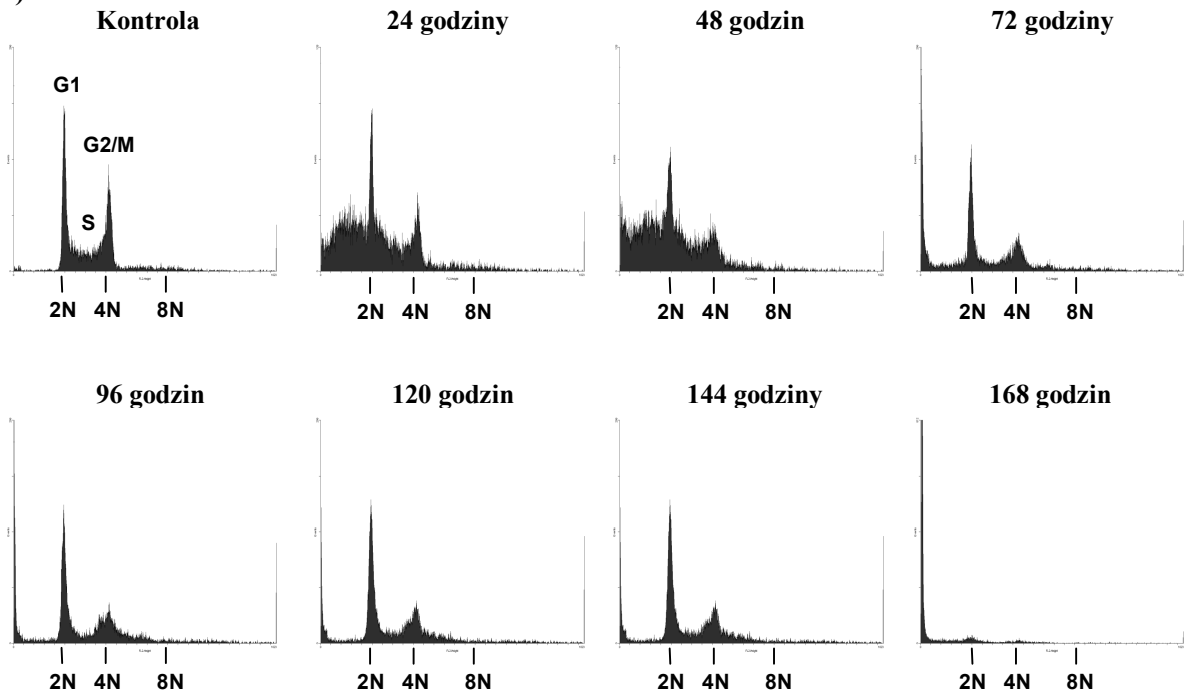 )
Kontrola
24 godziny
48 godzin
72 godziny
G1
G2/M
S
2N 4N 8N
2N 4N 8N
2N 4N 8N
2N 4N 8N
96 godzin
120 godzin
144 godziny
168 godzin
2N 4N 8N
2N 4N 8N
2N 4N 8N
2N 4N 8N